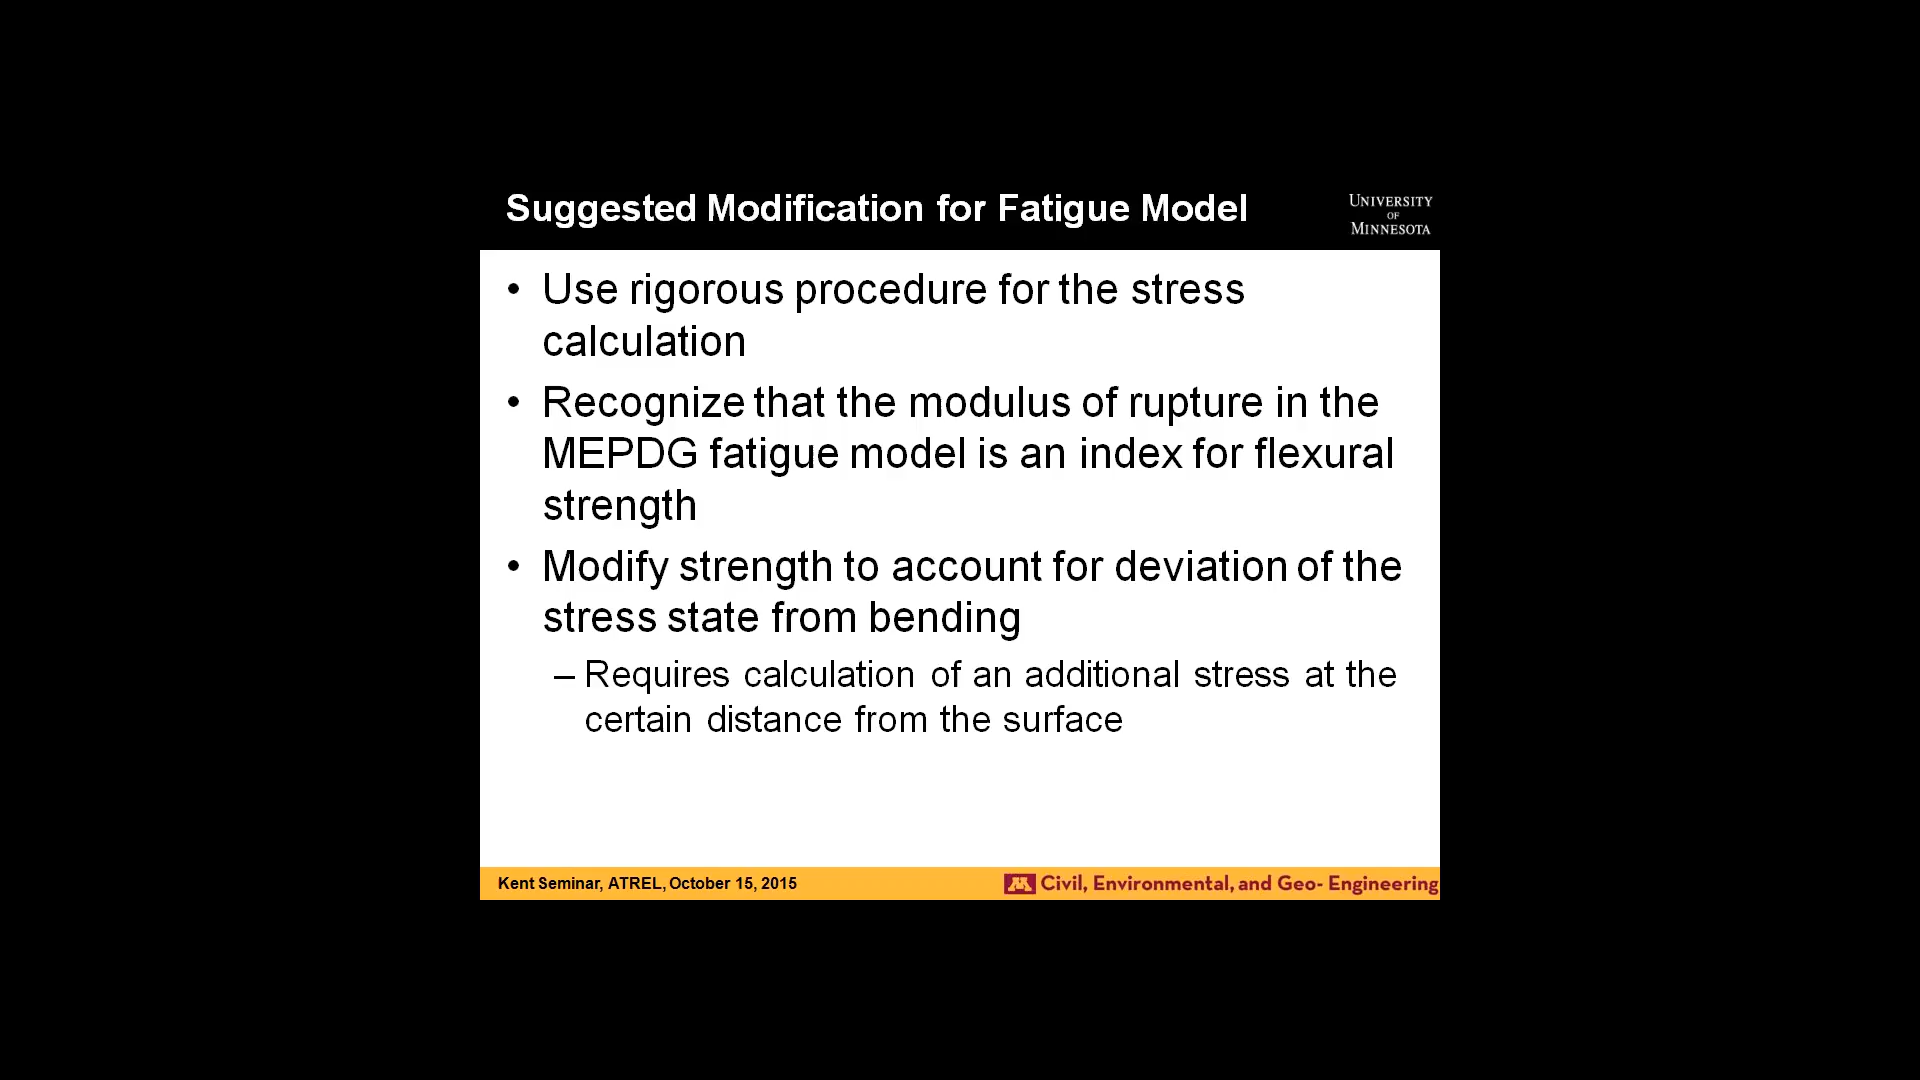 Suggested Modification for Fatigue Model
UNIVERSITY
OF
MINNESOTA
• Use rigorous procedure for the stress
calculation
• Recognize that the modulus of rupture in the
MEPDG fatigue model is an index for flexural
strength
• Modify strength to account for deviation of the
stress state from bending
– Requires calculation of an additional stress at the
certain distance from the surface
Kent Seminar, ATREL, October 15, 2015
M Civil, Environmental, and Geo- Engineering